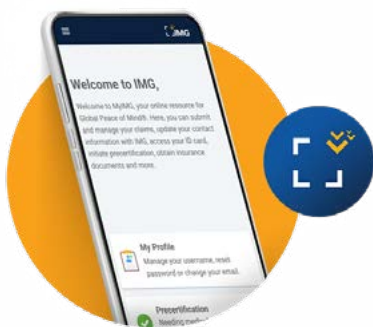 IMG
Welcome to IMG,
Welcome to MyIMG, your online resource for
Global Peace of Mind®. Here, you can submit
and manage your claims, update your contact
information with IMG, access your ID card,
initiate precertification, obtain insurance
documents and more.
My Profile
Manage your username, reset
password or change your email.
Precertification
Needing medical